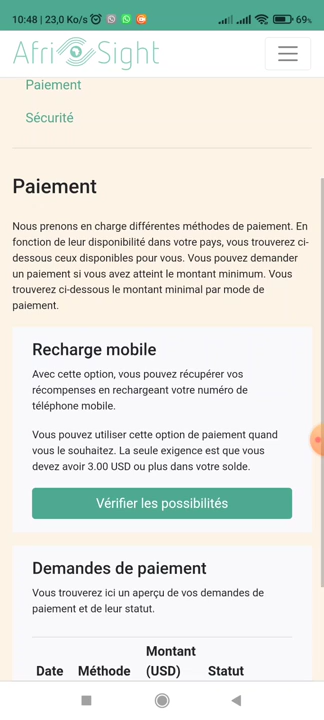 10:48 | 23,0 Ko/s
69%
Afri Sight
Paiement
Sécurité
Paiement
Nous prenons en charge différentes méthodes de paiement. En
fonction de leur disponibilité dans votre pays, vous trouverez ci-
dessous ceux disponibles pour vous. Vous pouvez demander
un paiement si vous avez atteint le montant minimum. Vous
trouverez ci-dessous le montant minimal par mode de
paiement.
Recharge mobile
Avec cette option, vous pouvez récupérer vos
récompenses en rechargeant votre numéro de
téléphone mobile.
Vous pouvez utiliser cette option de paiement quand
vous le souhaitez. La seule exigence est que vous
devez avoir 3.00 USD ou plus dans votre solde.
Vérifier les possibilités
Demandes de paiement
Vous trouverez ici un aperçu de vos demandes de
paiement et de leur statut.
Montant
Date Méthode (USD) Statut